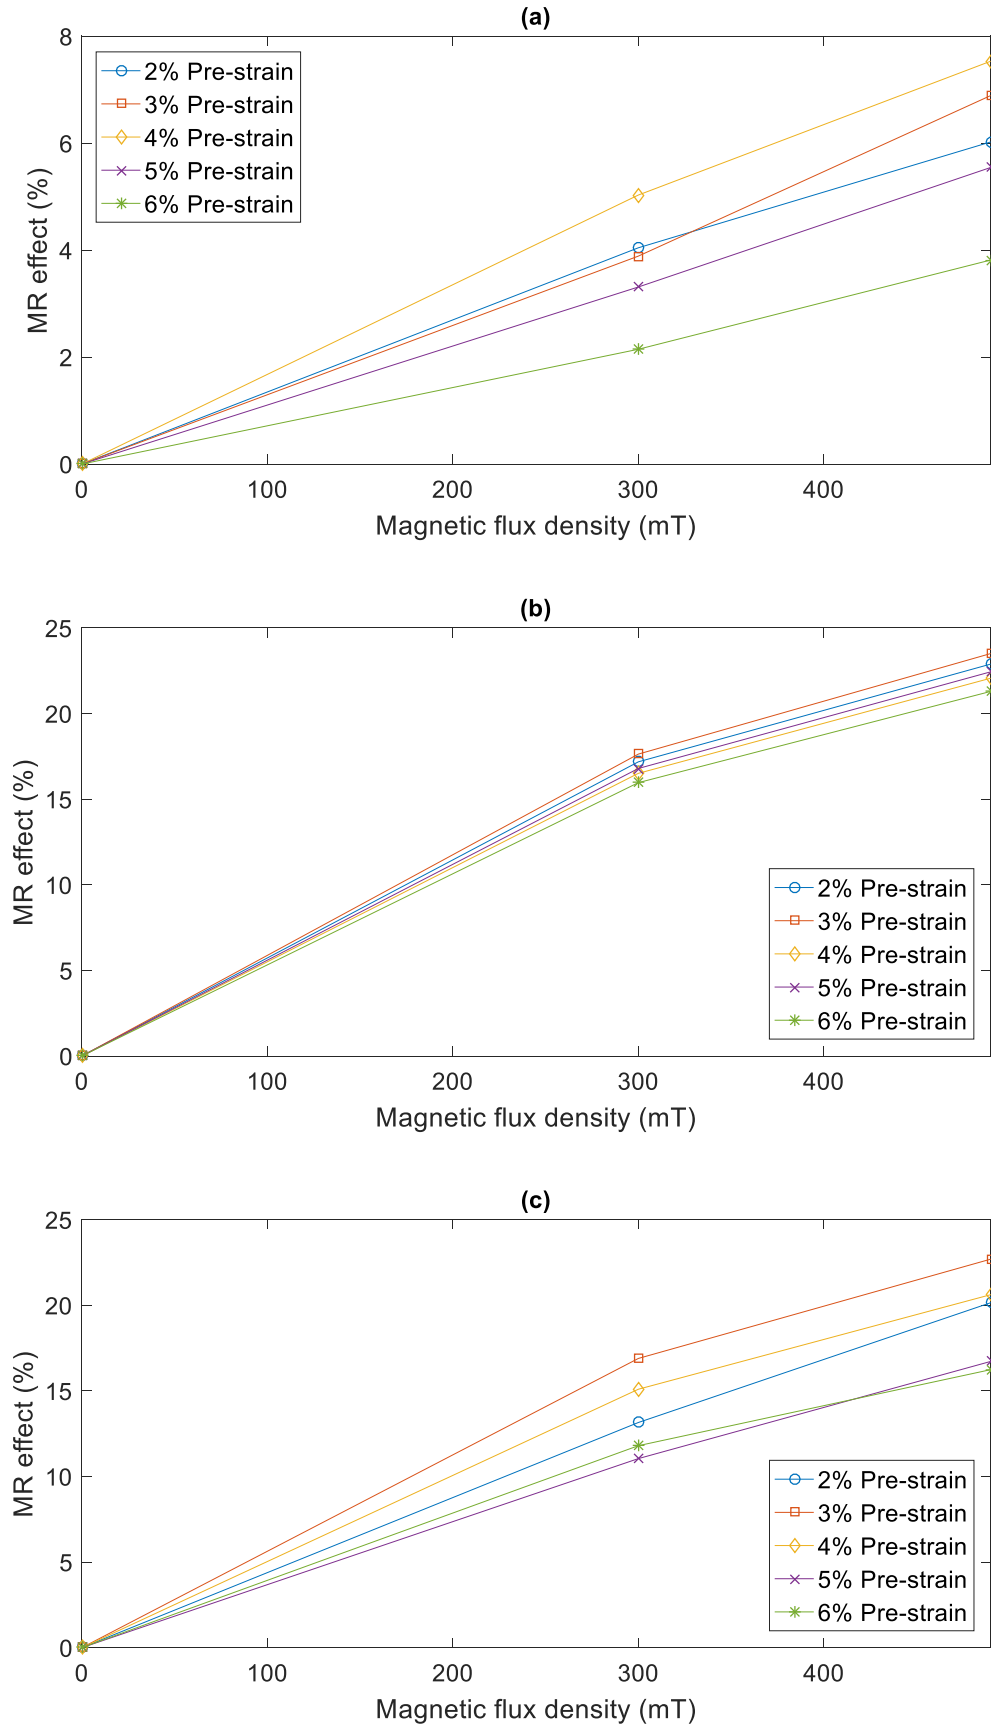 (a)
8
6
4
2
0
MR effect (%)
2% Pre-strain
3% Pre-strain
4% Pre-strain
5% Pre-strain
6% Pre-strain
0 100 200 300 400
Magnetic flux density (mT)
(b)
25
20
15
10
5
0
MR effect (%)
2% Pre-strain
3% Pre-strain
4% Pre-strain
5% Pre-strain
6% Pre-strain
0 100 200 300 400
Magnetic flux density (mT)
(c)
25
20
15
10
5
0
MR effect (%)
2% Pre-strain
3% Pre-strain
4% Pre-strain
5% Pre-strain
6% Pre-strain
0 100 200 300 400
Magnetic flux density (mT)